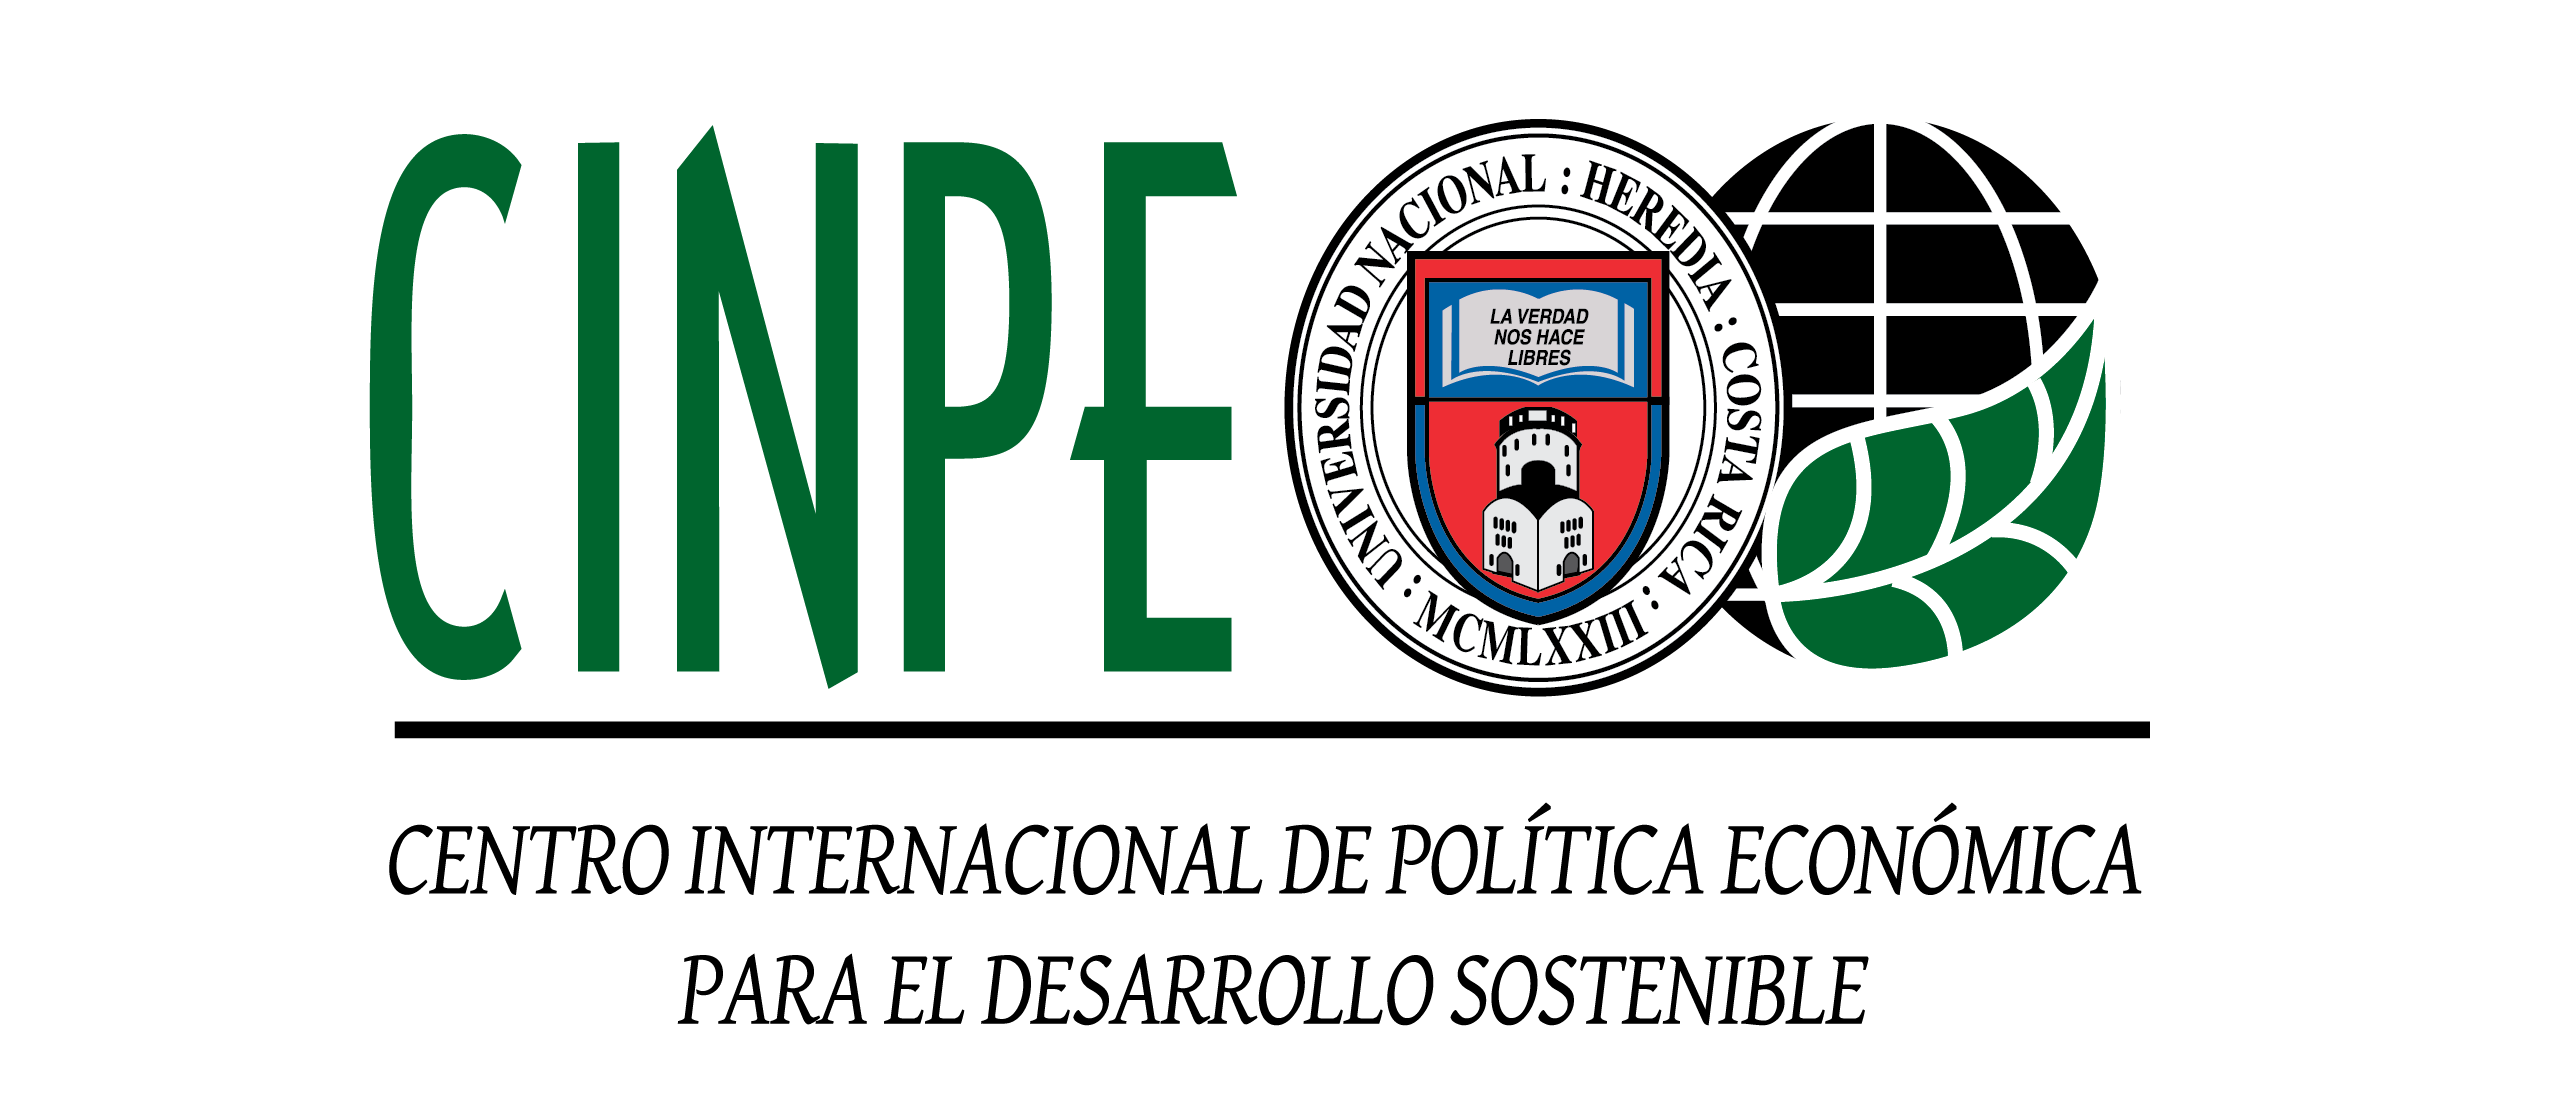 CINPE
UNIVERSIDAD NACIONAL : HEREDIA : COSTA RICA : MCMLXXIII :
LA VERDAD
NOS HACE
LIBRES
CENTRO INTERNACIONAL DE POLÍTICA ECONÓMICA
PARA EL DESARROLLO SOSTENIBLE